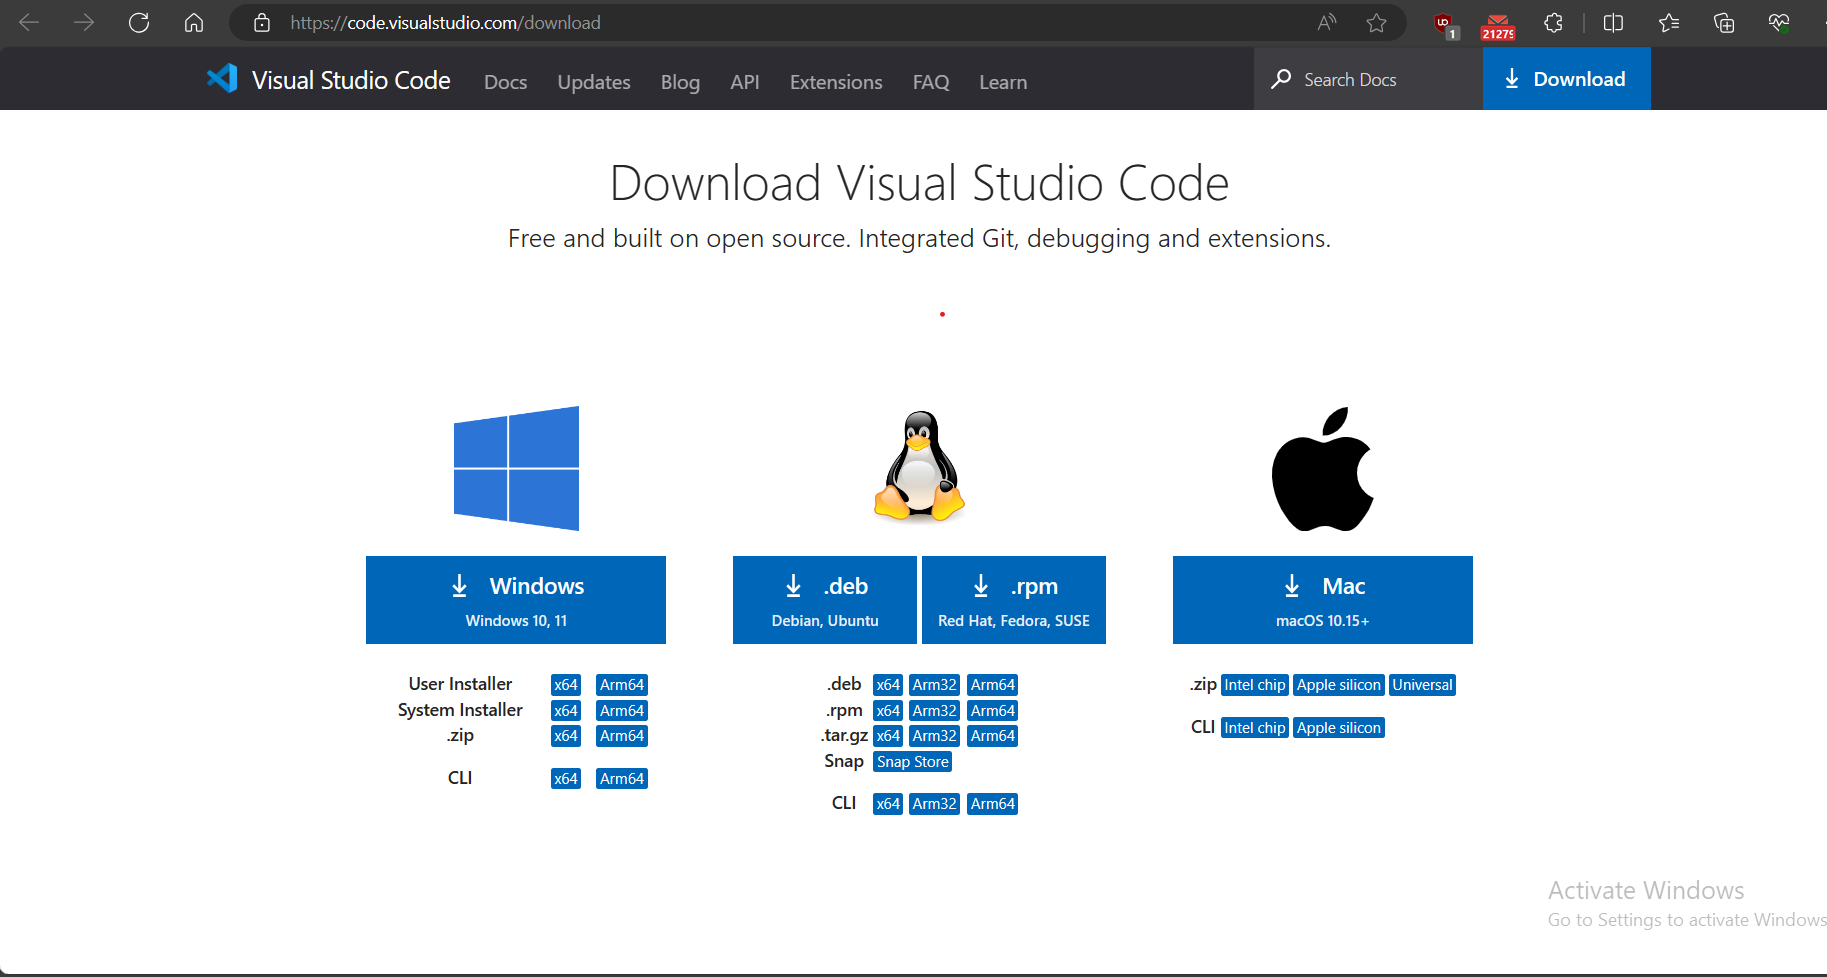 https://code.visualstudio.com/download
1
21279
Visual Studio Code Docs Updates Blog API Extensions FAQ Learn Search Docs Download
Download Visual Studio Code
Free and built on open source. Integrated Git, debugging and extensions.
Windows
Windows 10, 11
User Installer x64 Arm64
System Installer x64 Arm64
.zip x64 Arm64
CLI x64 Arm64
.deb
Debian, Ubuntu
.rpm
Red Hat, Fedora, SUSE
.deb x64 Arm32 Arm64
.rpm x64 Arm32 Arm64
.tar.gz x64 Arm32 Arm64
Snap Snap Store
CLI x64 Arm32 Arm64
Mac
macOS 10.15+
.zip Intel chip Apple silicon Universal
CLI Intel chip Apple silicon
Activate Windows
Go to Settings to activate Windows